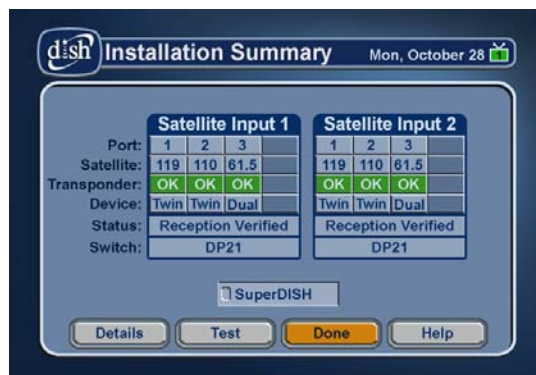 dish Installation Summary Mon, October 28 1
Satellite Input 1 Satellite Input 2
Port: 1 2 3 1 2 3
Satellite: 119 110 61.5 119 110 61.5
Transponder: OK OK OK OK OK OK
Device: Twin Twin Dual Twin Twin Dual
Status: Reception Verified Reception Verified
Switch: DP21 DP21
SuperDISH
Details Test Done Help